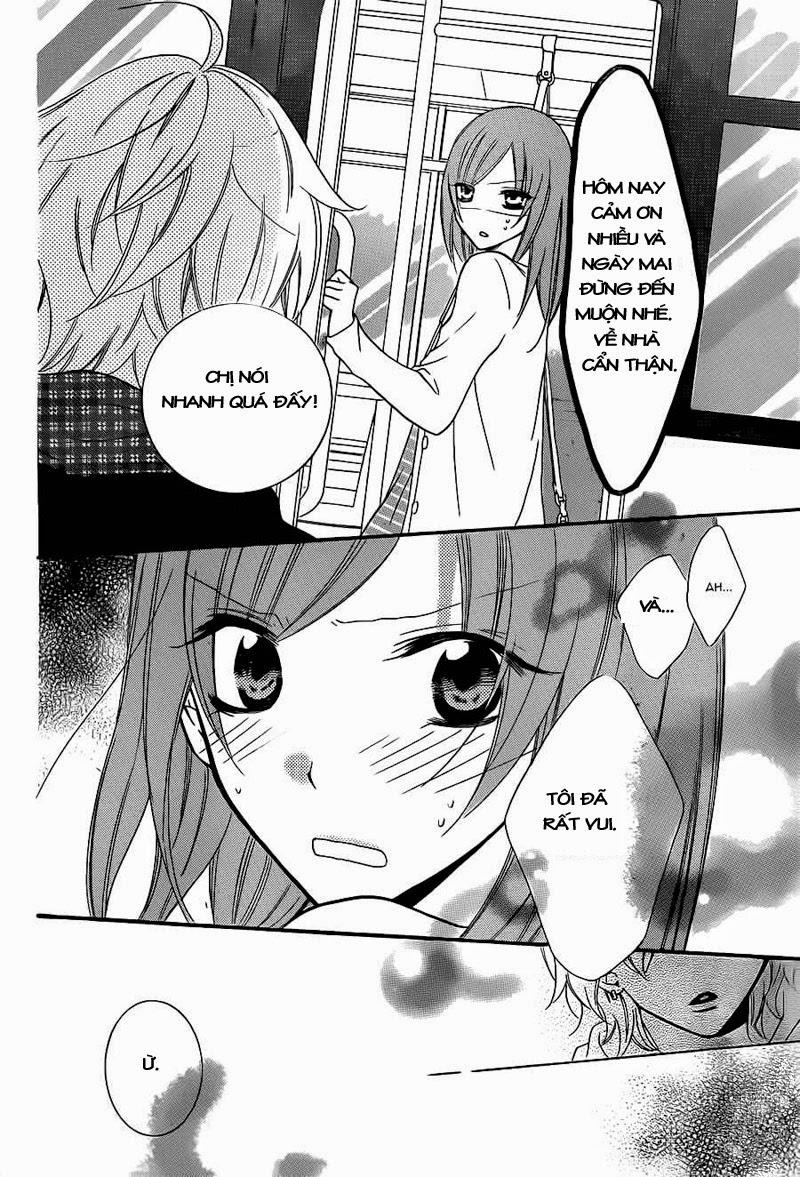 HÔM NAY
CẢM ƠN
NHIỀU VÀ
NGÀY MAI
ĐỪNG ĐẾN
MUỘN NHÉ.
VỀ NHÀ
CẨN THẬN.
CHỊ NÓI
NHANH QUÁ ĐẤY!
AH...
VÀ...
TÔI ĐÃ
RẤT VUI.
Ừ.